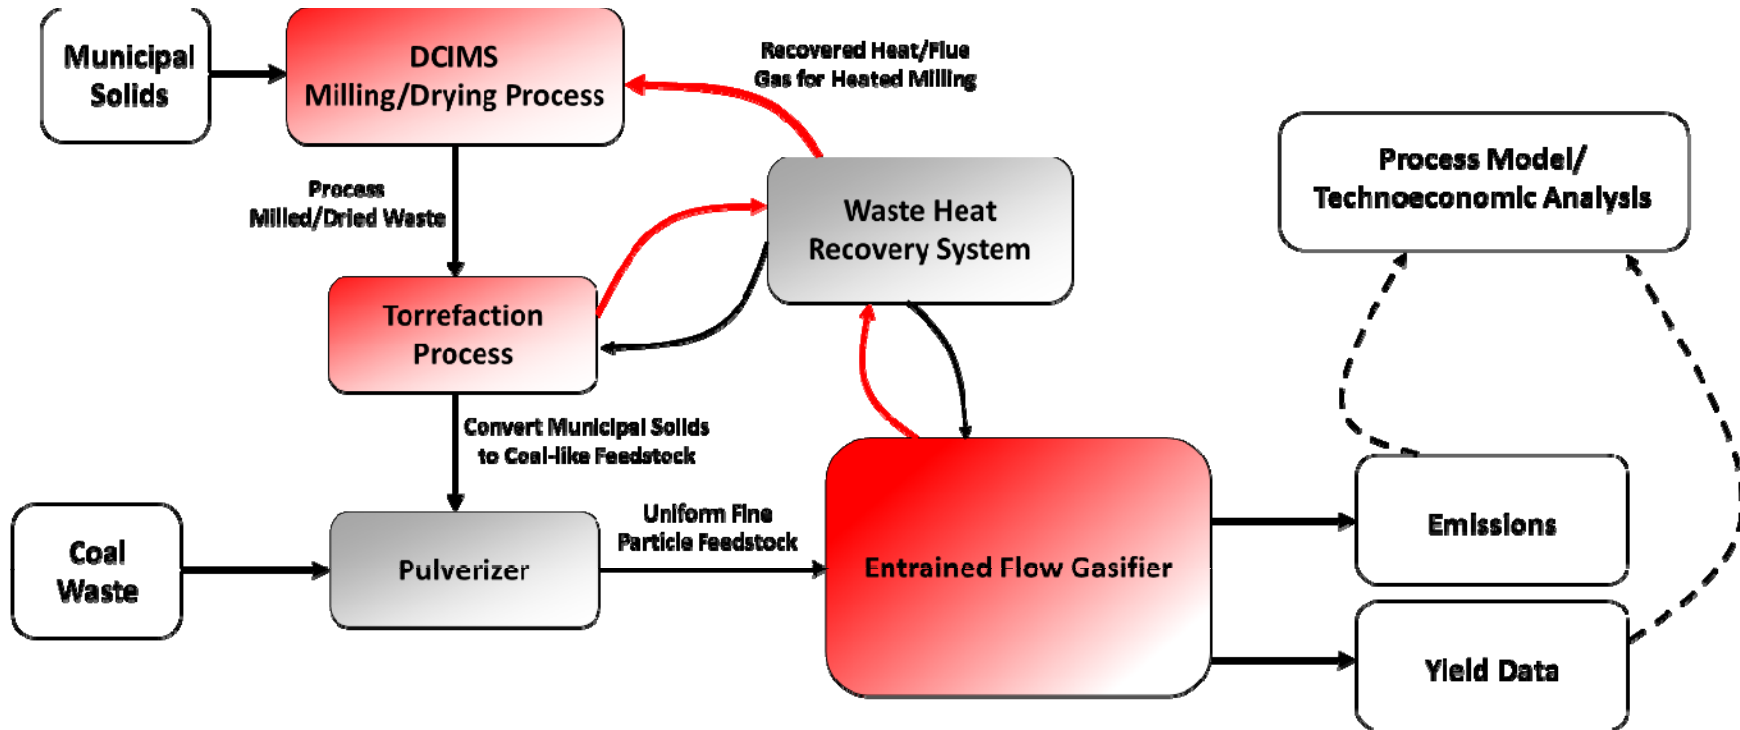 Municipal
Solids
DCIMS
Milling/Drying Process
Recovered Heat/Flue
Gas for Heated Milling
Process
Milled/Dried Waste
Waste Heat
Recovery System
Process Model/
Technoeconomic Analysis
Torrefaction
Process
Convert Municipal Solids
to Coal-like Feedstock
Coal
Waste
Pulverizer
Uniform Fine
Particle Feedstock
Entrained Flow Gasifier
Emissions
Yield Data